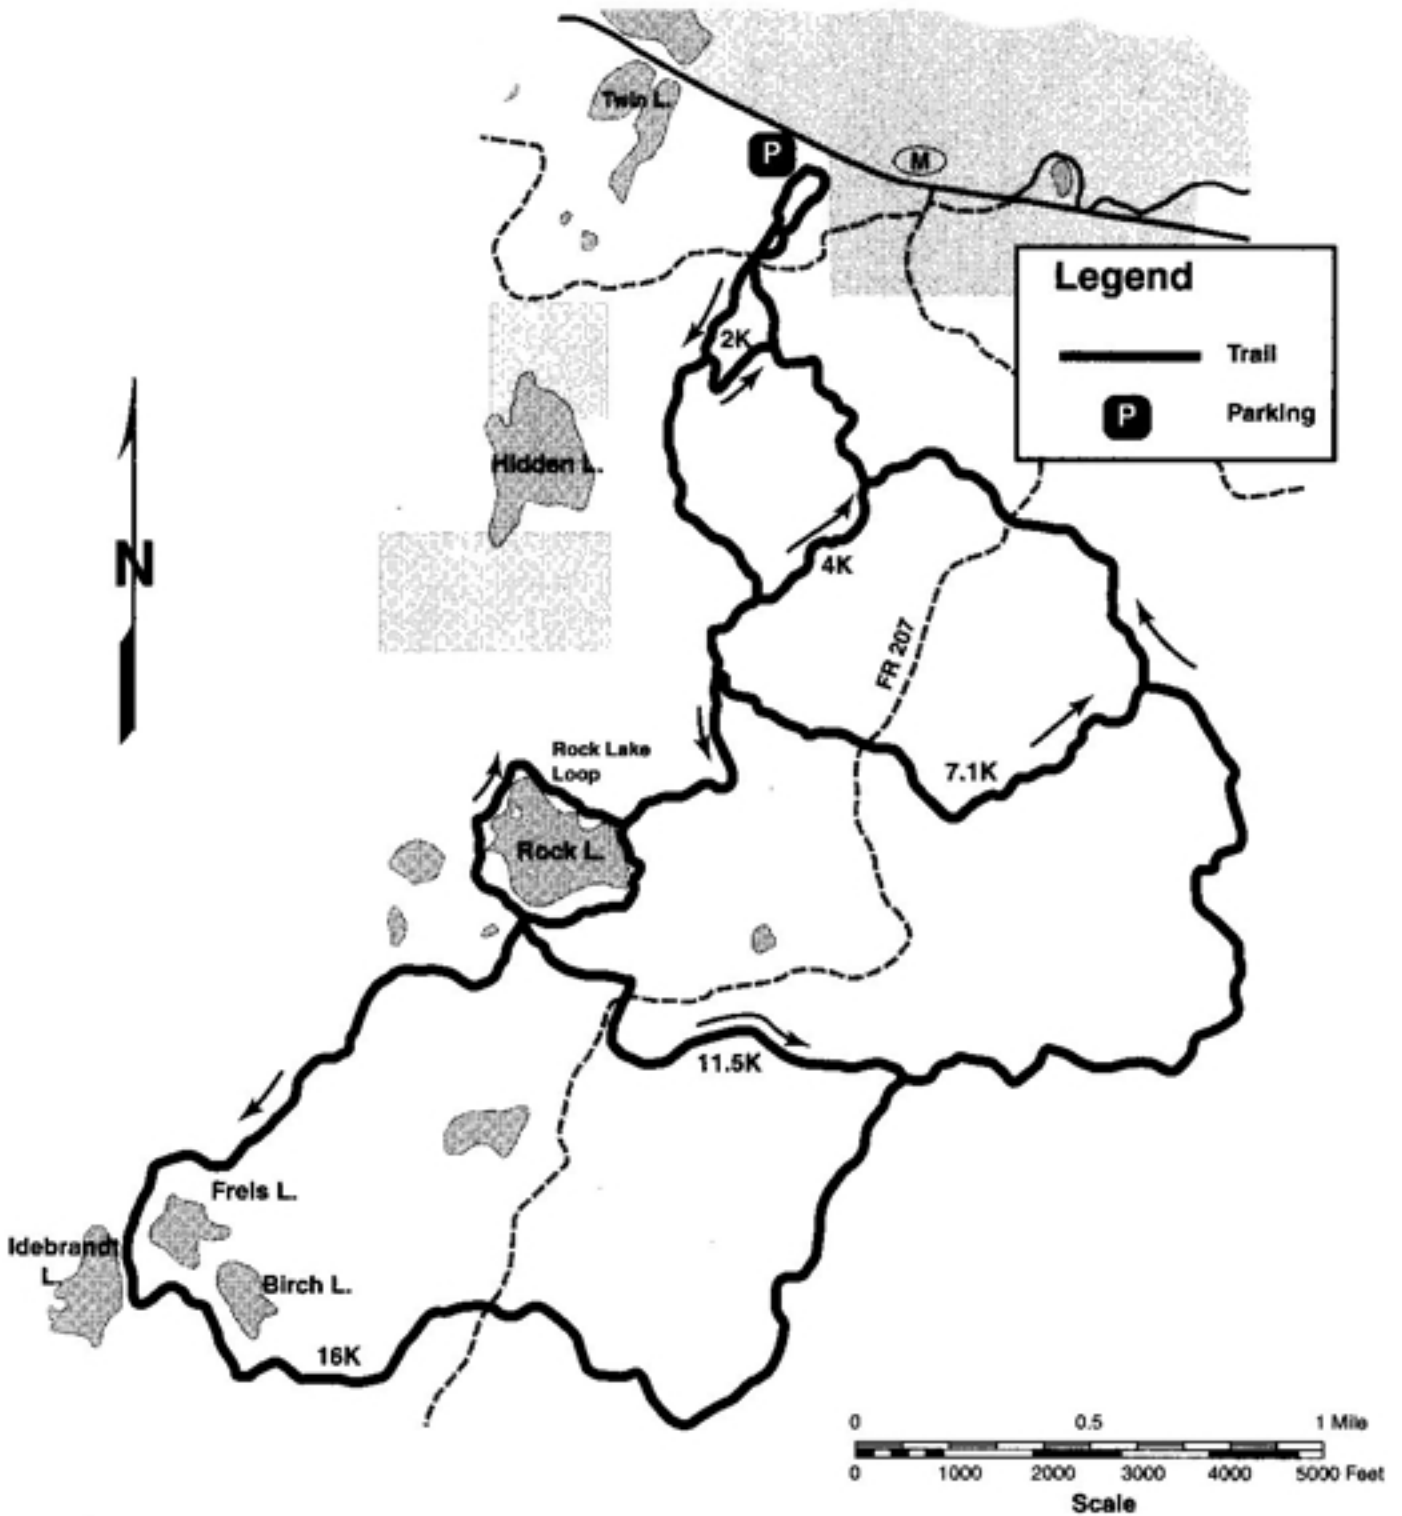 Twin L.
P
M
Legend
Trail
P
Parking
2K
Hidden L.
N
4K
FR 207
Rock Lake
Loop
7.1K
Rock L.
11.5K
Freis L.
Idebrandt
L.
Birch L.
16K
0 0.5 1 Mile
0 1000 2000 3000 4000 5000 Feet
Scale